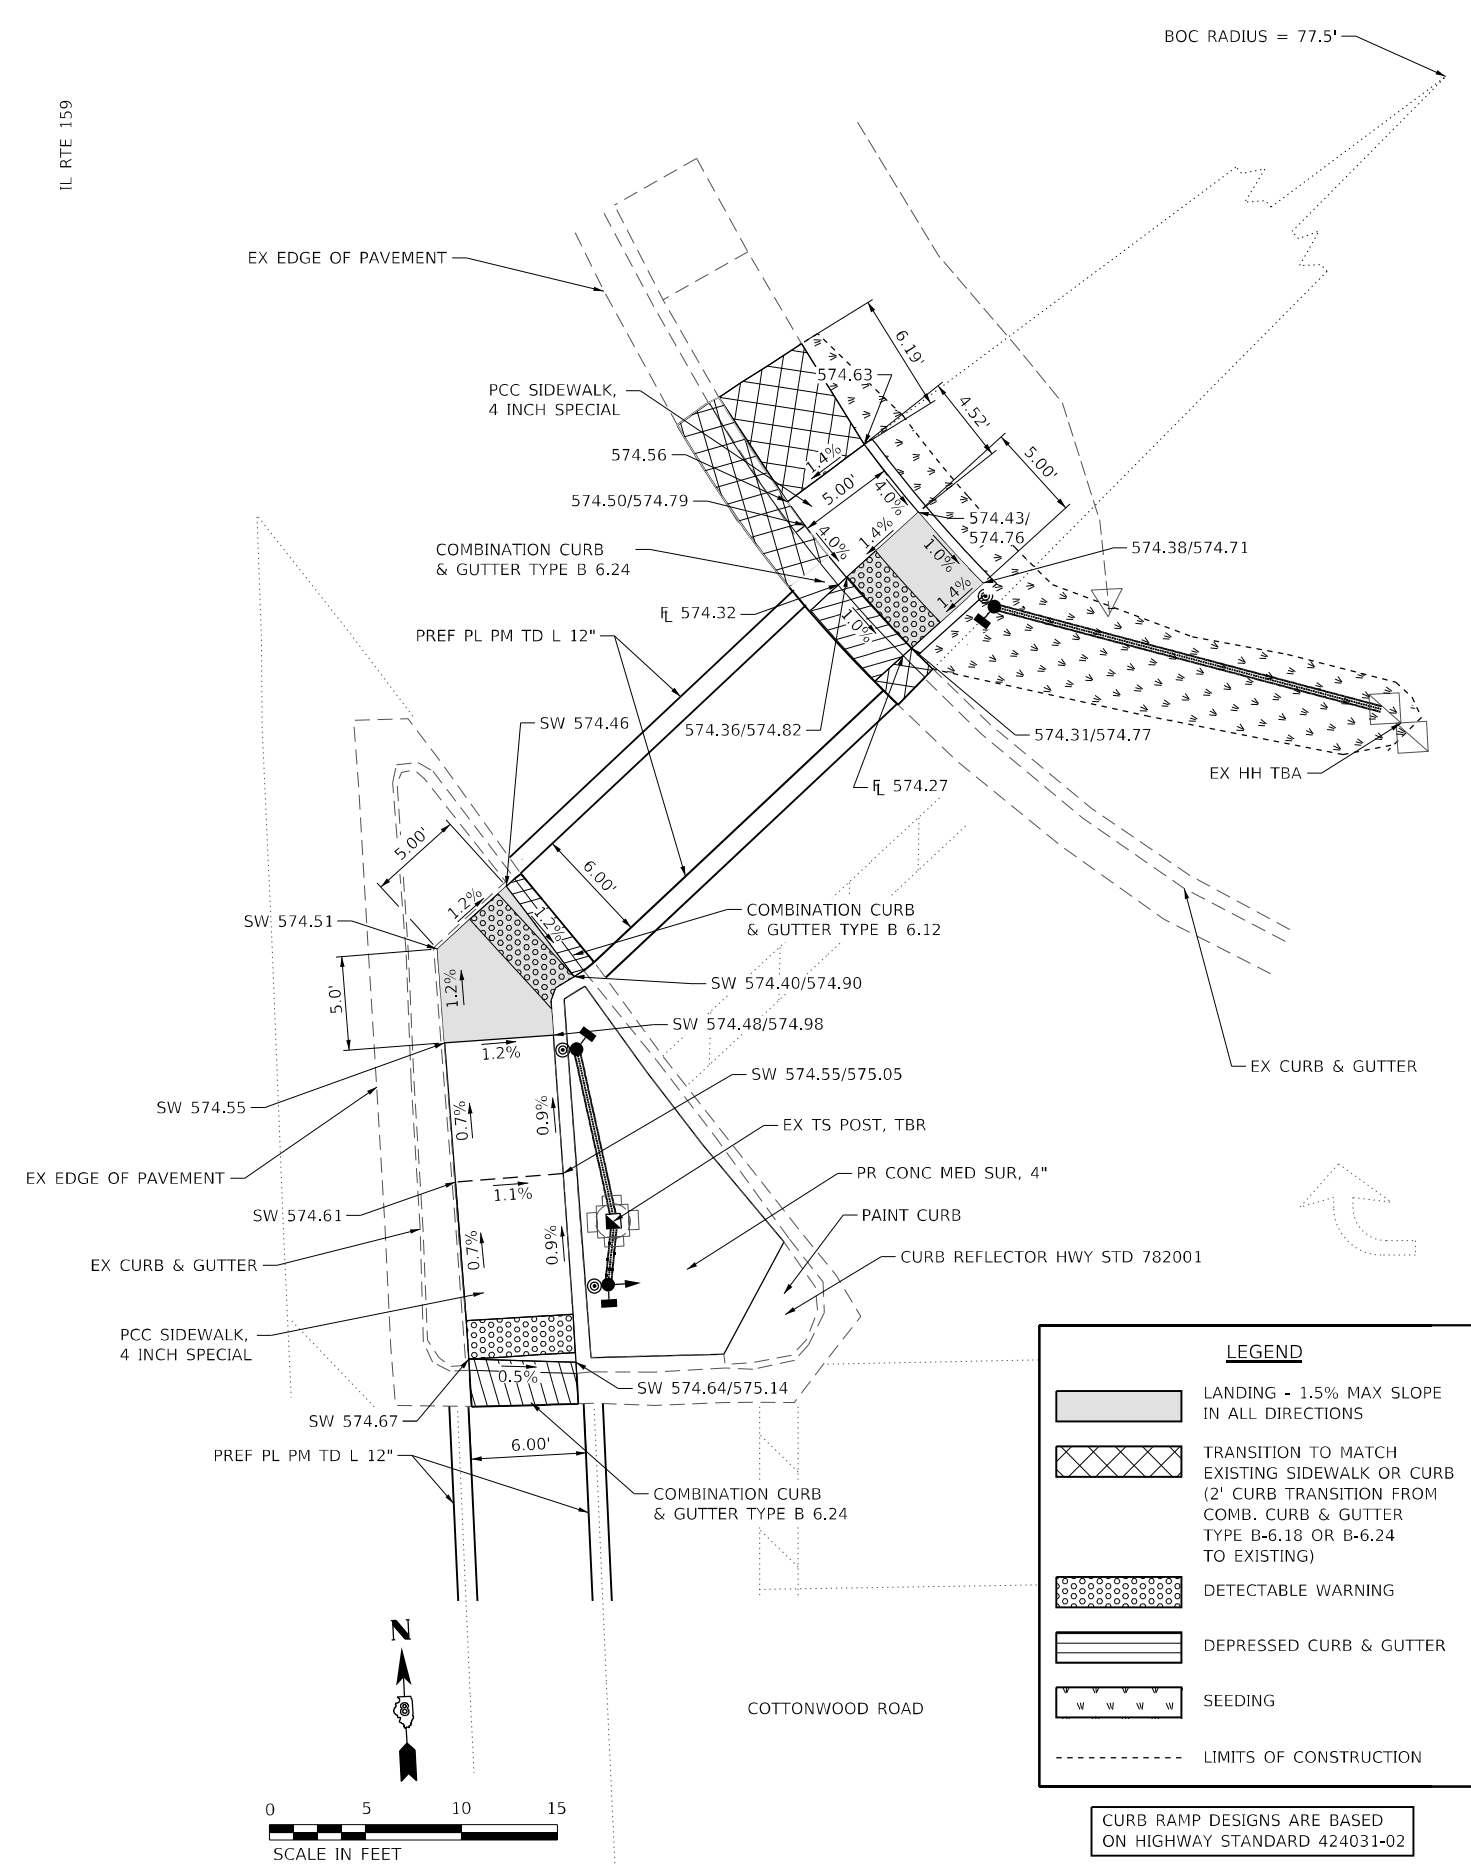 BOC RADIUS = 77.5'
IL RTE 159
EX EDGE OF PAVEMENT
6.19'
574.63
4.52'
PCC SIDEWALK,
4 INCH SPECIAL
574.56
1.4%
5.00'
5.00'
4.0%
574.50/574.79
574.43/
574.76
1.4%
4.0%
COMBINATION CURB
& GUTTER TYPE B 6.24
1.0%
574.38/574.71
1.4%
FL 574.32
1.0%
PREF PL PM TD L 12"
SW 574.46
574.36/574.82
574.31/574.77
EX HH TBA
FL 574.27
5.00'
6.00'
1.2%
SW 574.51
1.2%
COMBINATION CURB
& GUTTER TYPE B 6.12
5.0'
1.2%
SW 574.40/574.90
SW 574.48/574.98
1.2%
EX CURB & GUTTER
SW 574.55/575.05
SW 574.55
0.7%
0.9%
EX TS POST, TBR
EX EDGE OF PAVEMENT
PR CONC MED SUR, 4"
1.1%
SW 574.61
PAINT CURB
0.7%
0.9%
EX CURB & GUTTER
CURB REFLECTOR HWY STD 782001
PCC SIDEWALK,
4 INCH SPECIAL
0.5%
SW 574.64/575.14
SW 574.67
PREF PL PM TD L 12"
6.00'
COMBINATION CURB
& GUTTER TYPE B 6.24
LEGEND
LANDING - 1.5% MAX SLOPE
IN ALL DIRECTIONS
TRANSITION TO MATCH
EXISTING SIDEWALK OR CURB
(2' CURB TRANSITION FROM
COMB. CURB & GUTTER
TYPE B-6.18 OR B-6.24
TO EXISTING)
DETECTABLE WARNING
DEPRESSED CURB & GUTTER
SEEDING
LIMITS OF CONSTRUCTION
N
COTTONWOOD ROAD
0 5 10 15
SCALE IN FEET
CURB RAMP DESIGNS ARE BASED
ON HIGHWAY STANDARD 424031-02